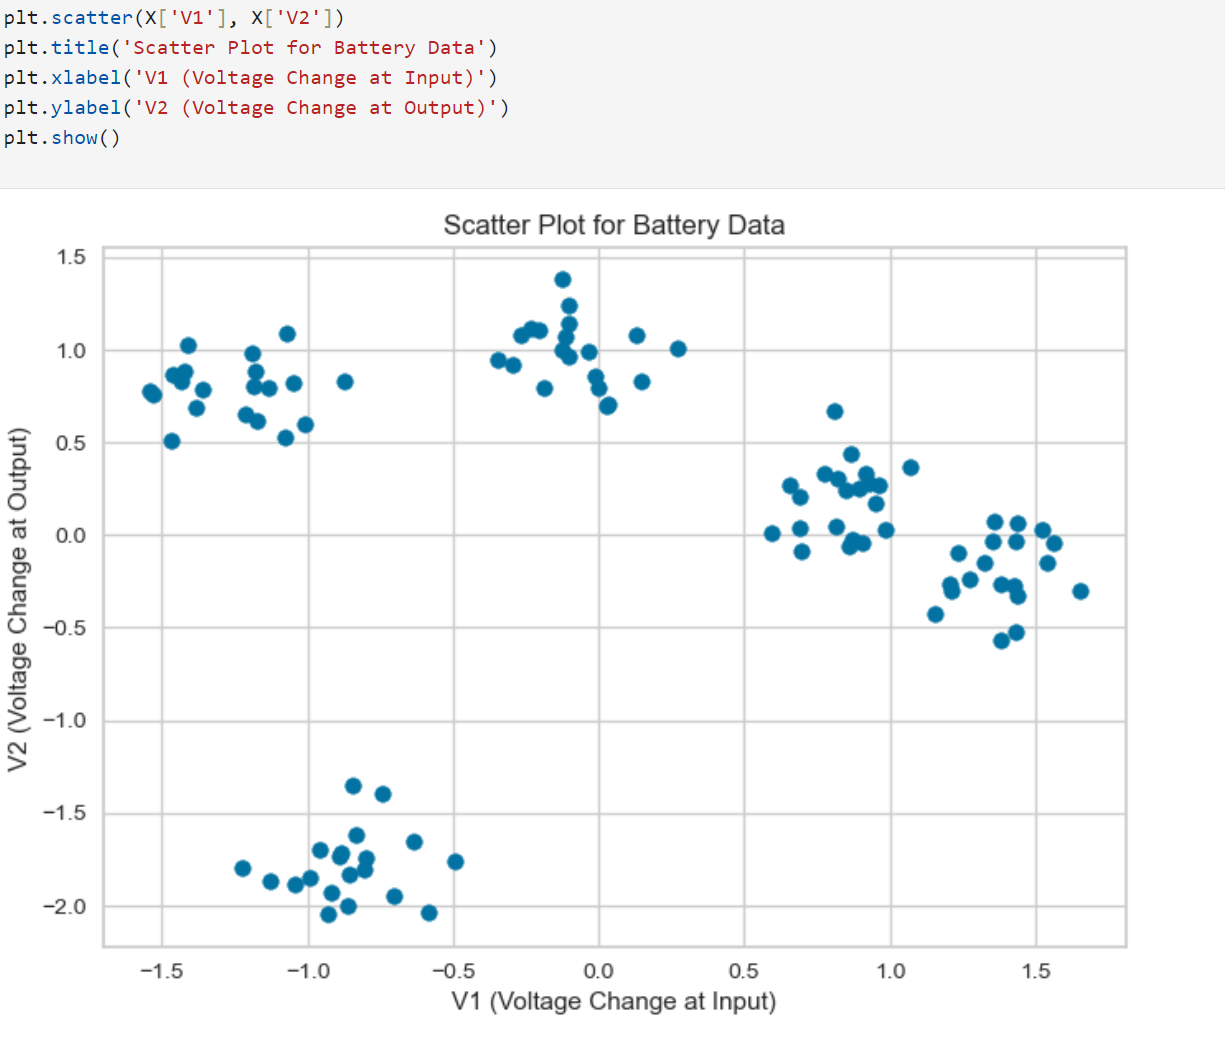 plt.scatter(X['V1'], X['V2'])
plt.title('Scatter Plot for Battery Data')
plt.xlabel('V1 (Voltage Change at Input)')
plt.ylabel('V2 (Voltage Change at Output)')
plt.show()
Scatter Plot for Battery Data
1.5
1.0
0.5
0.0
−0.5
−1.0
−1.5
−2.0
V2 (Voltage Change at Output)
−1.5 −1.0 −0.5 0.0 0.5 1.0 1.5
V1 (Voltage Change at Input)